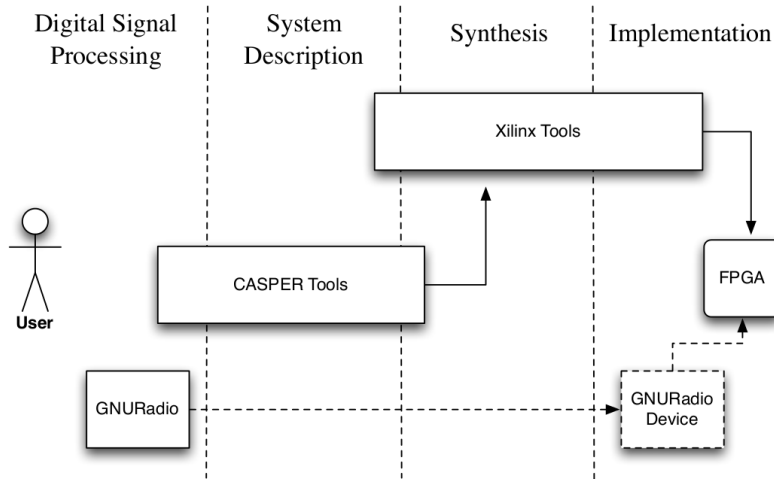 Digital Signal
Processing
System
Description
Synthesis
Implementation
Xilinx Tools
CASPER Tools
FPGA
User
GNURadio
GNURadio
Device